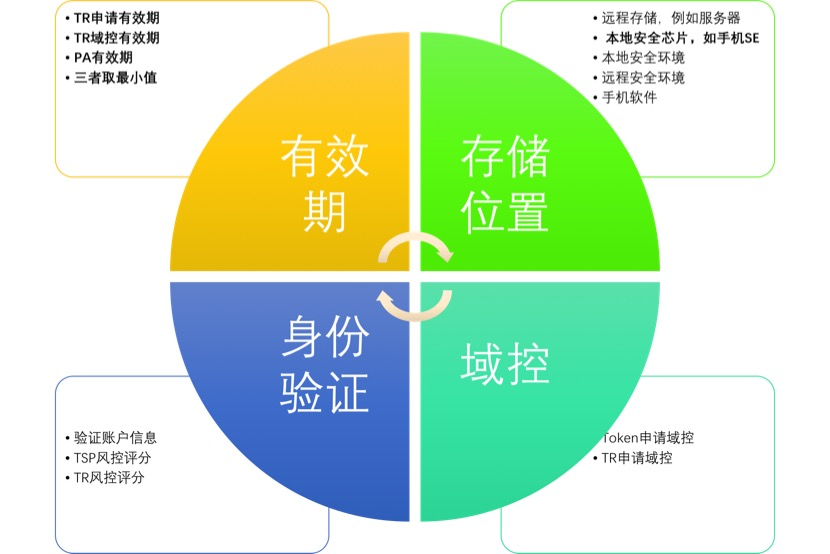 • TR申请有效期
• TR域控有效期
• PA有效期
• 三者取最小值
• 远程存储，例如服务器
• 本地安全芯片，如手机SE
• 本地安全环境
• 远程安全环境
• 手机软件
有效
期
存储
位置
身份
验证
域控
• 验证账户信息
• TSP风控评分
• TR风控评分
Token申请域控
• TR申请域控